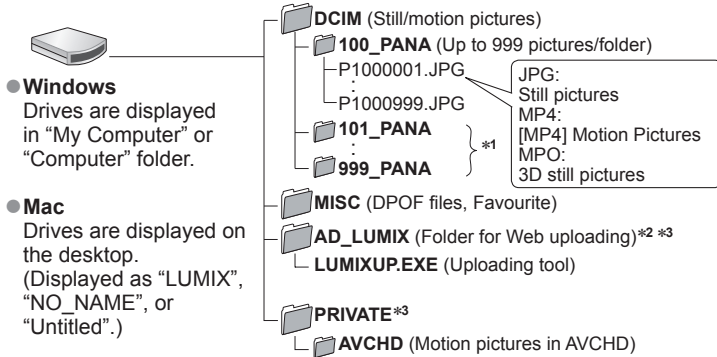 ●Windows
Drives are displayed
in “My Computer” or
“Computer” folder.
●Mac
Drives are displayed on
the desktop.
(Displayed as “LUMIX”,
“NO_NAME”, or
“Untitled”.)
DCIM (Still/motion pictures)
100_PANA (Up to 999 pictures/folder)
P1000001.JPG
:
P1000999.JPG
JPG:
Still pictures
MP4:
[MP4] Motion Pictures
MPO:
3D still pictures
101_PANA
:
999_PANA
*1
MISC (DPOF files, Favourite)
AD_LUMIX (Folder for Web uploading)*2 *3
LUMIXUP.EXE (Uploading tool)
PRIVATE*3
AVCHD (Motion pictures in AVCHD)